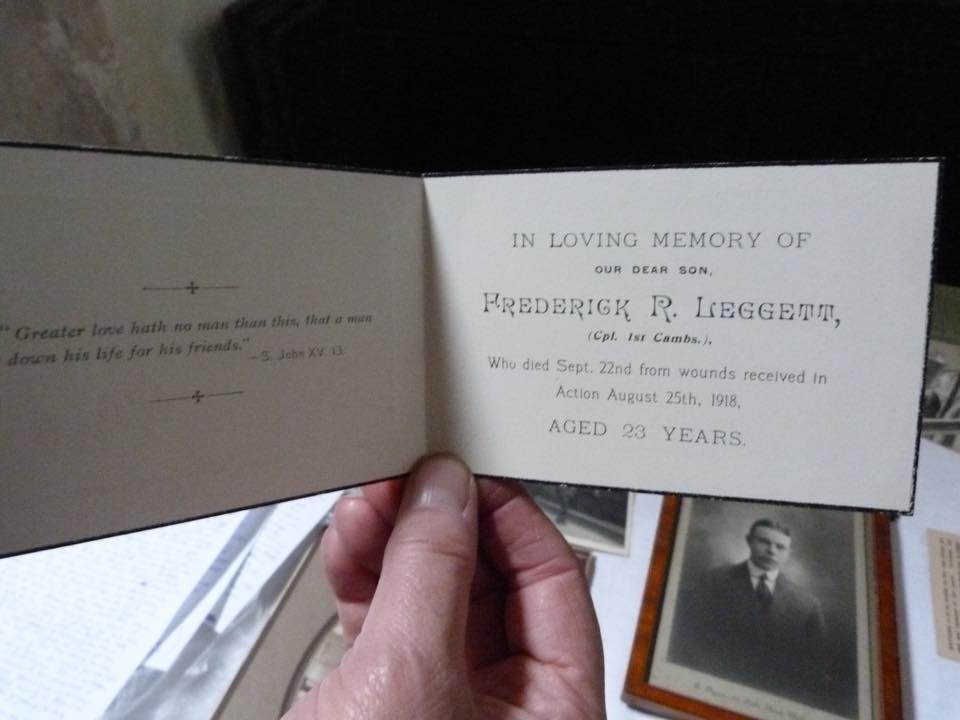 “ Greater love hath no man than this, that a man
down his life for his friends.”
—S. John XV. 13.
IN LOVING MEMORY OF
OUR DEAR SON,
FREDERICK R. LEGGETT,
(Cpl. 1st Cambs.),
Who died Sept. 22nd from wounds received in
Action August 25th, 1918,
AGED 23 YEARS.